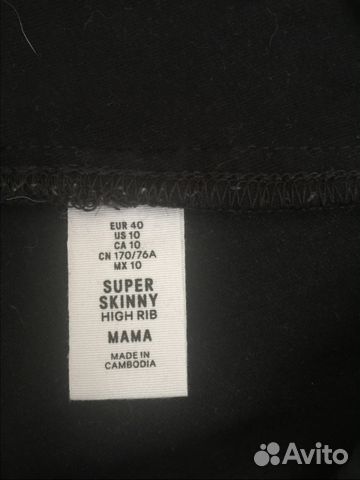 EUR 40
US 10
CA 10
CN 170/76A
MX 10
SUPER
SKINNY
HIGH RIB
MAMA
MADE IN
CAMBODIA
Avito